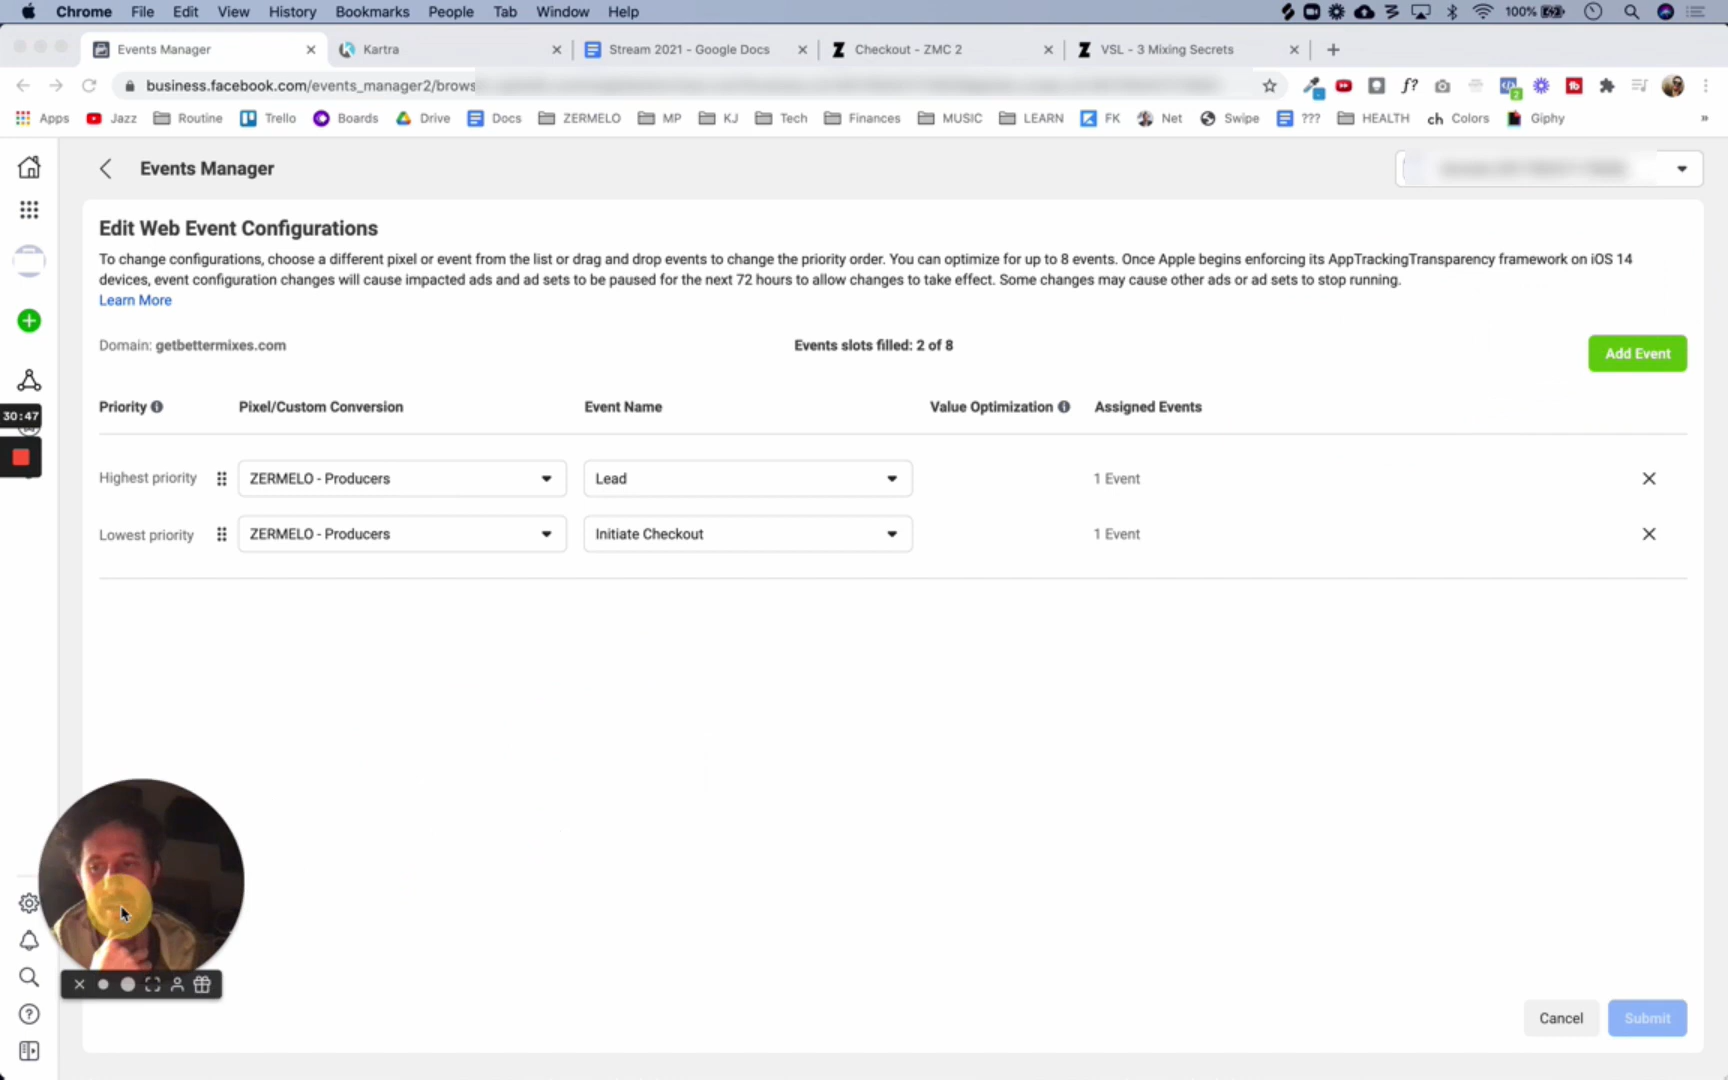 Chrome File Edit View History Bookmarks People Tab Window Help 100%
Events Manager Kartra Stream 2021 - Google Docs Checkout - ZMC 2 VSL - 3 Mixing Secrets
business.facebook.com/events_manager2/brows
Apps Jazz Routine Trello Boards Drive Docs ZERMELO MP KJ Tech Finances MUSIC LEARN FK Net Swipe ??? HEALTH ch Colors Giphy »
Events Manager
Edit Web Event Configurations
To change configurations, choose a different pixel or event from the list or drag and drop events to change the priority order. You can optimize for up to 8 events. Once Apple begins enforcing its AppTrackingTransparency framework on iOS 14
devices, event configuration changes will cause impacted ads and ad sets to be paused for the next 72 hours to allow changes to take effect. Some changes may cause other ads or ad sets to stop running.
Learn More
Domain: getbettermixes.com Events slots filled: 2 of 8 Add Event
Priority Pixel/Custom Conversion Event Name Value Optimization Assigned Events
30:47
Highest priority ZERMELO - Producers Lead 1 Event
Lowest priority ZERMELO - Producers Initiate Checkout 1 Event
Cancel Submit